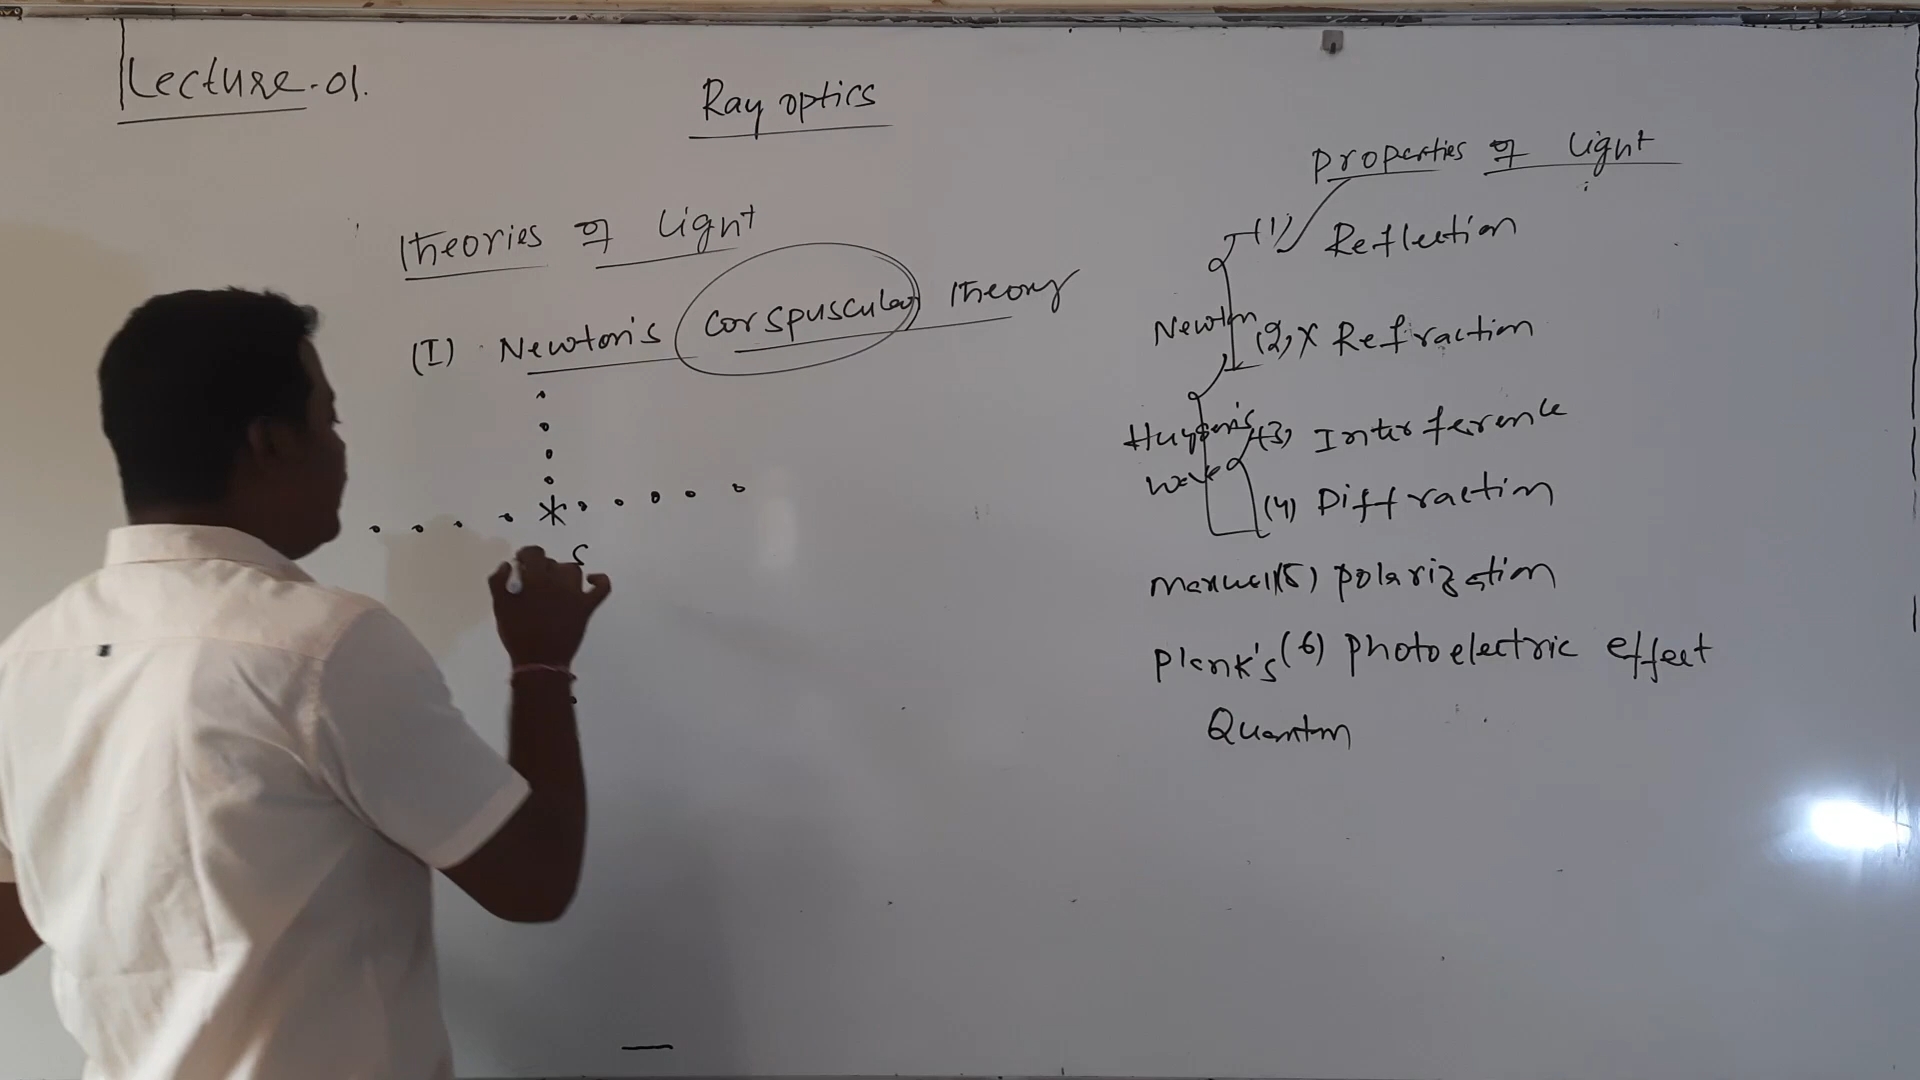 Lecture-01.
Ray optics
Theories of Light
(I) Newton's Corspuscular Theory
S
Properties of Light
(1) Reflection
Newton (2) X Refraction
Huygen's (3) Interference
wave
(4) Diffraction
Maxwell (5) polarization
Plank's (6) Photoelectric effect
Quantm